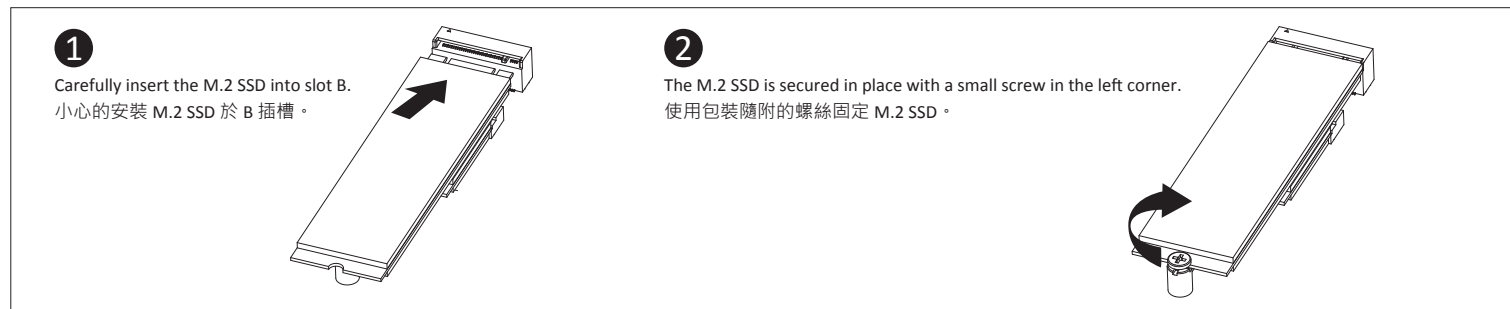 1
Carefully insert the M.2 SSD into slot B.
小心的安裝 M.2 SSD 於 B 插槽。
2
The M.2 SSD is secured in place with a small screw in the left corner.
使用包裝隨附的螺絲固定 M.2 SSD。